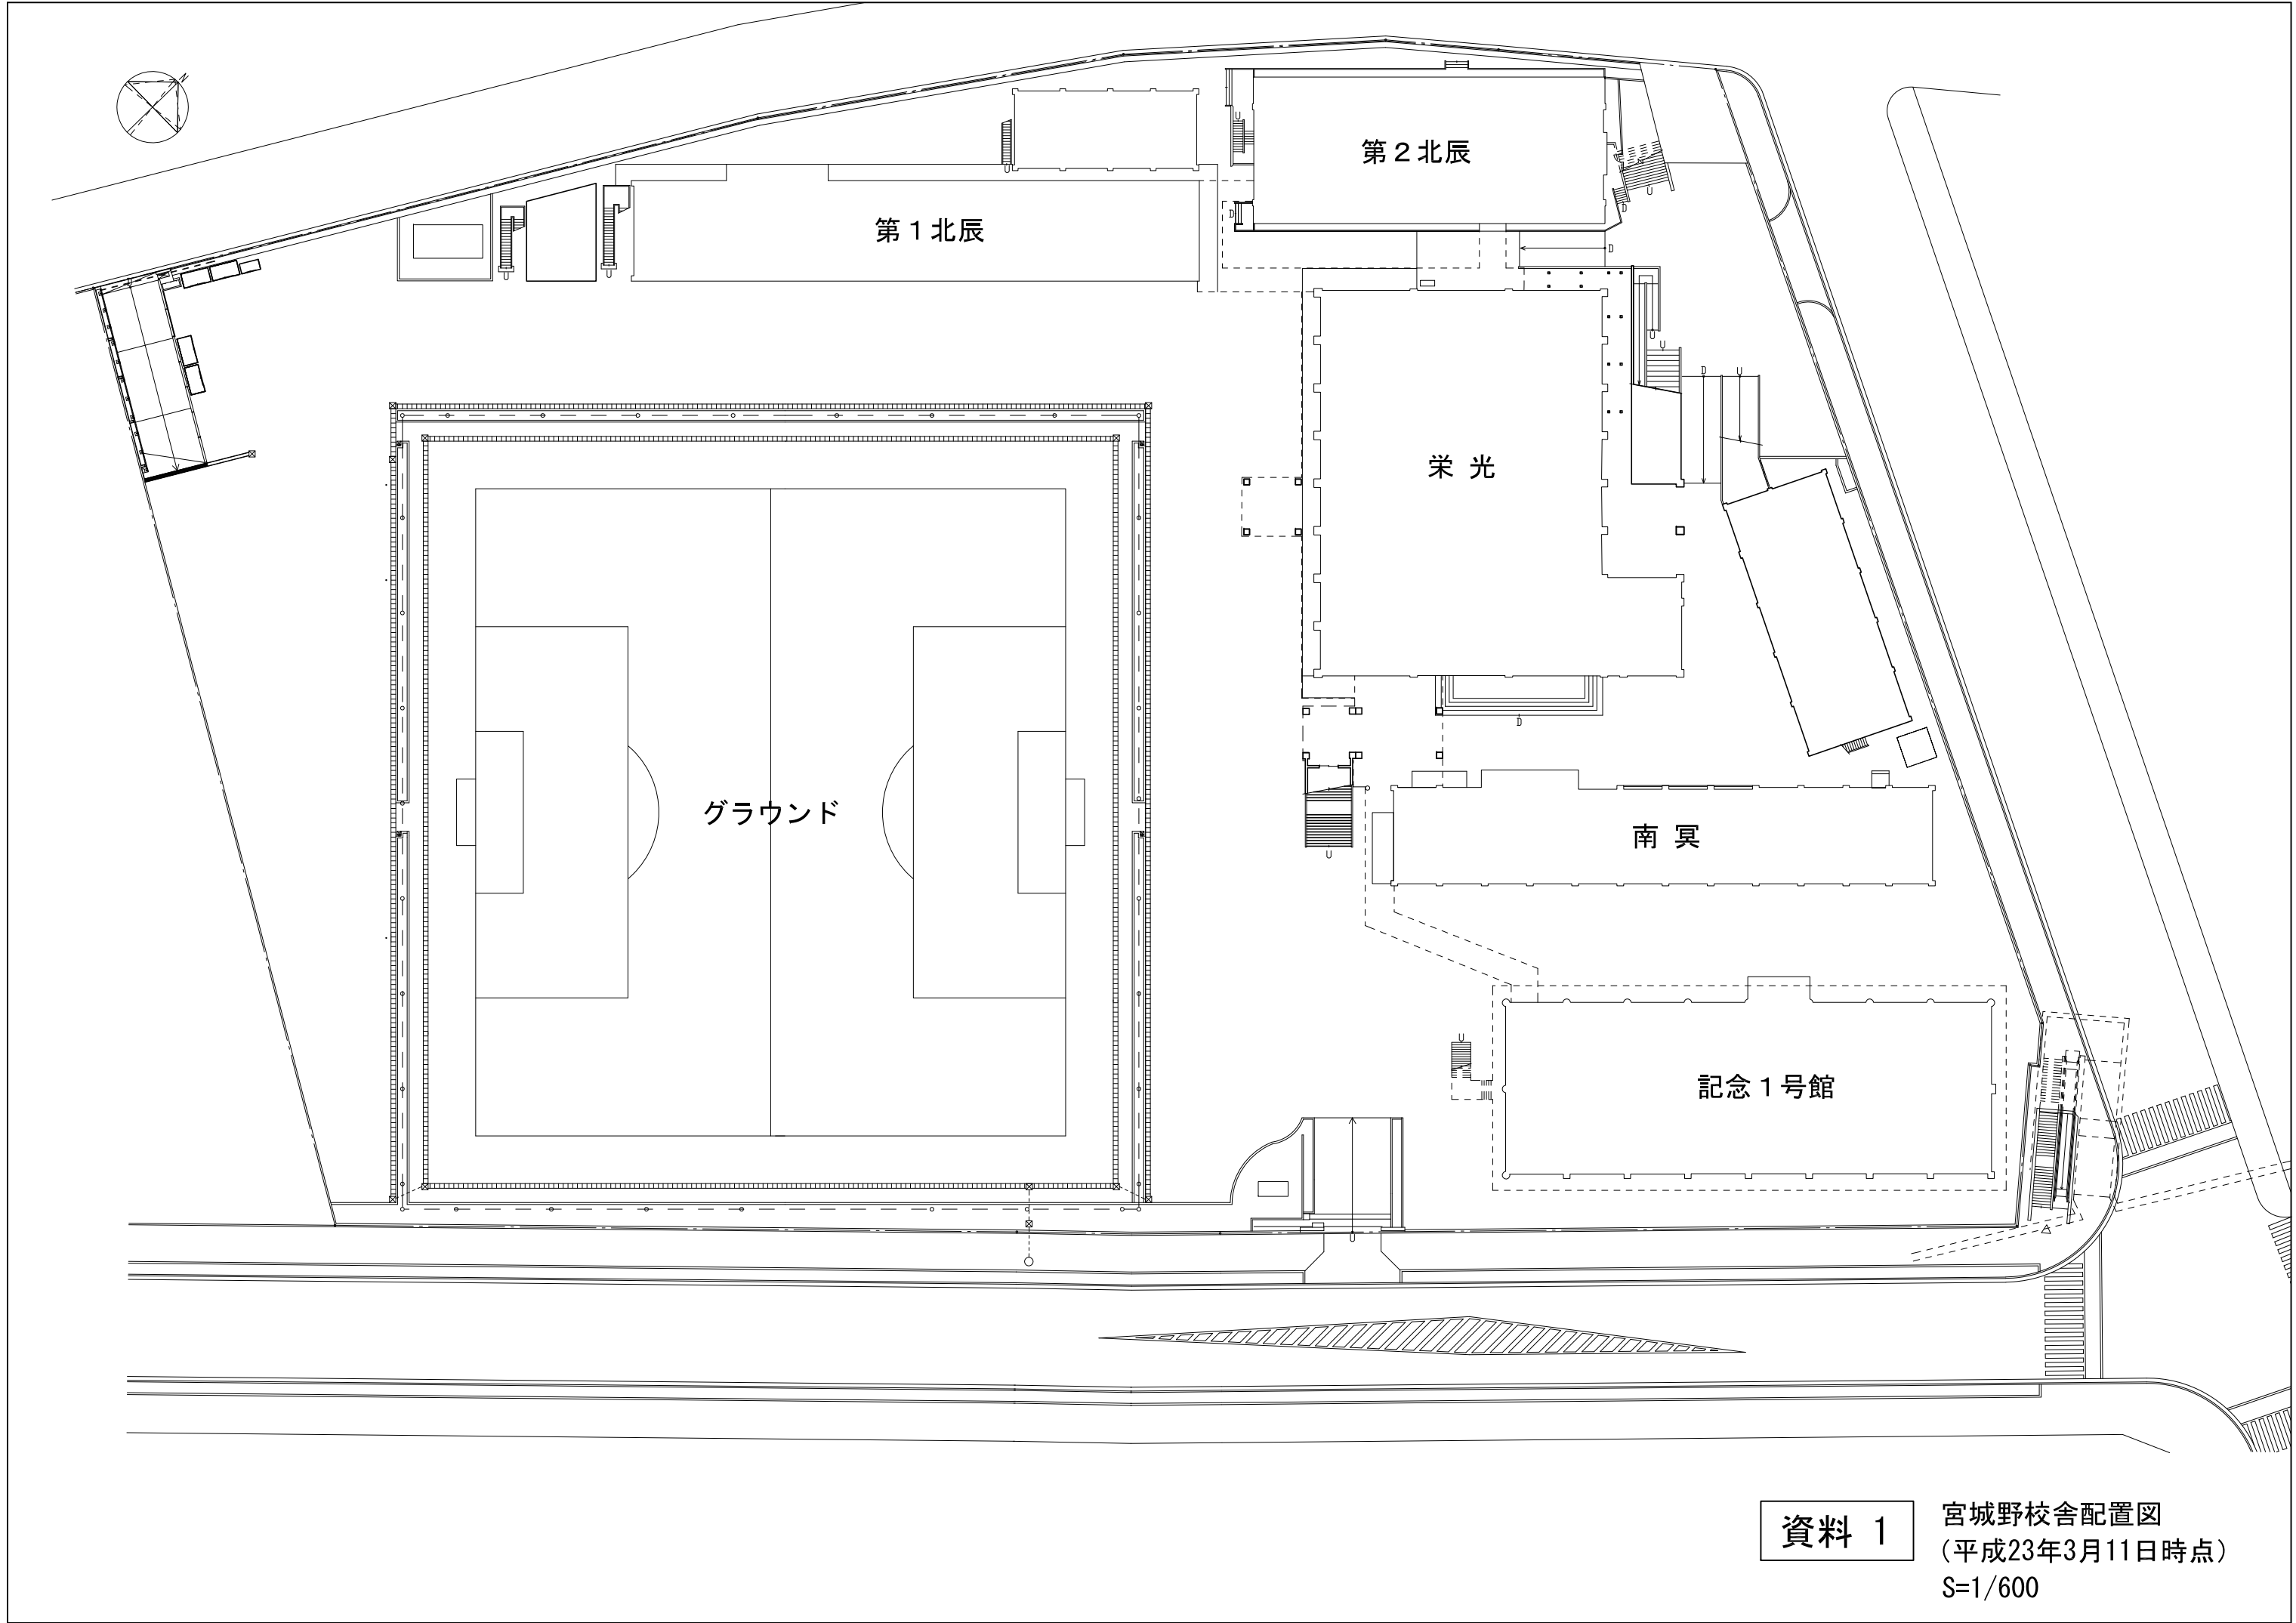 N
第２北辰
第１北辰
栄 光
グラウンド
南 冥
記念１号館
U
U
U
U
U
U
U
U
U
U
D
D
D
D
D
資料 1
宮城野校舎配置図
(平成23年3月11日時点)
S=1/600